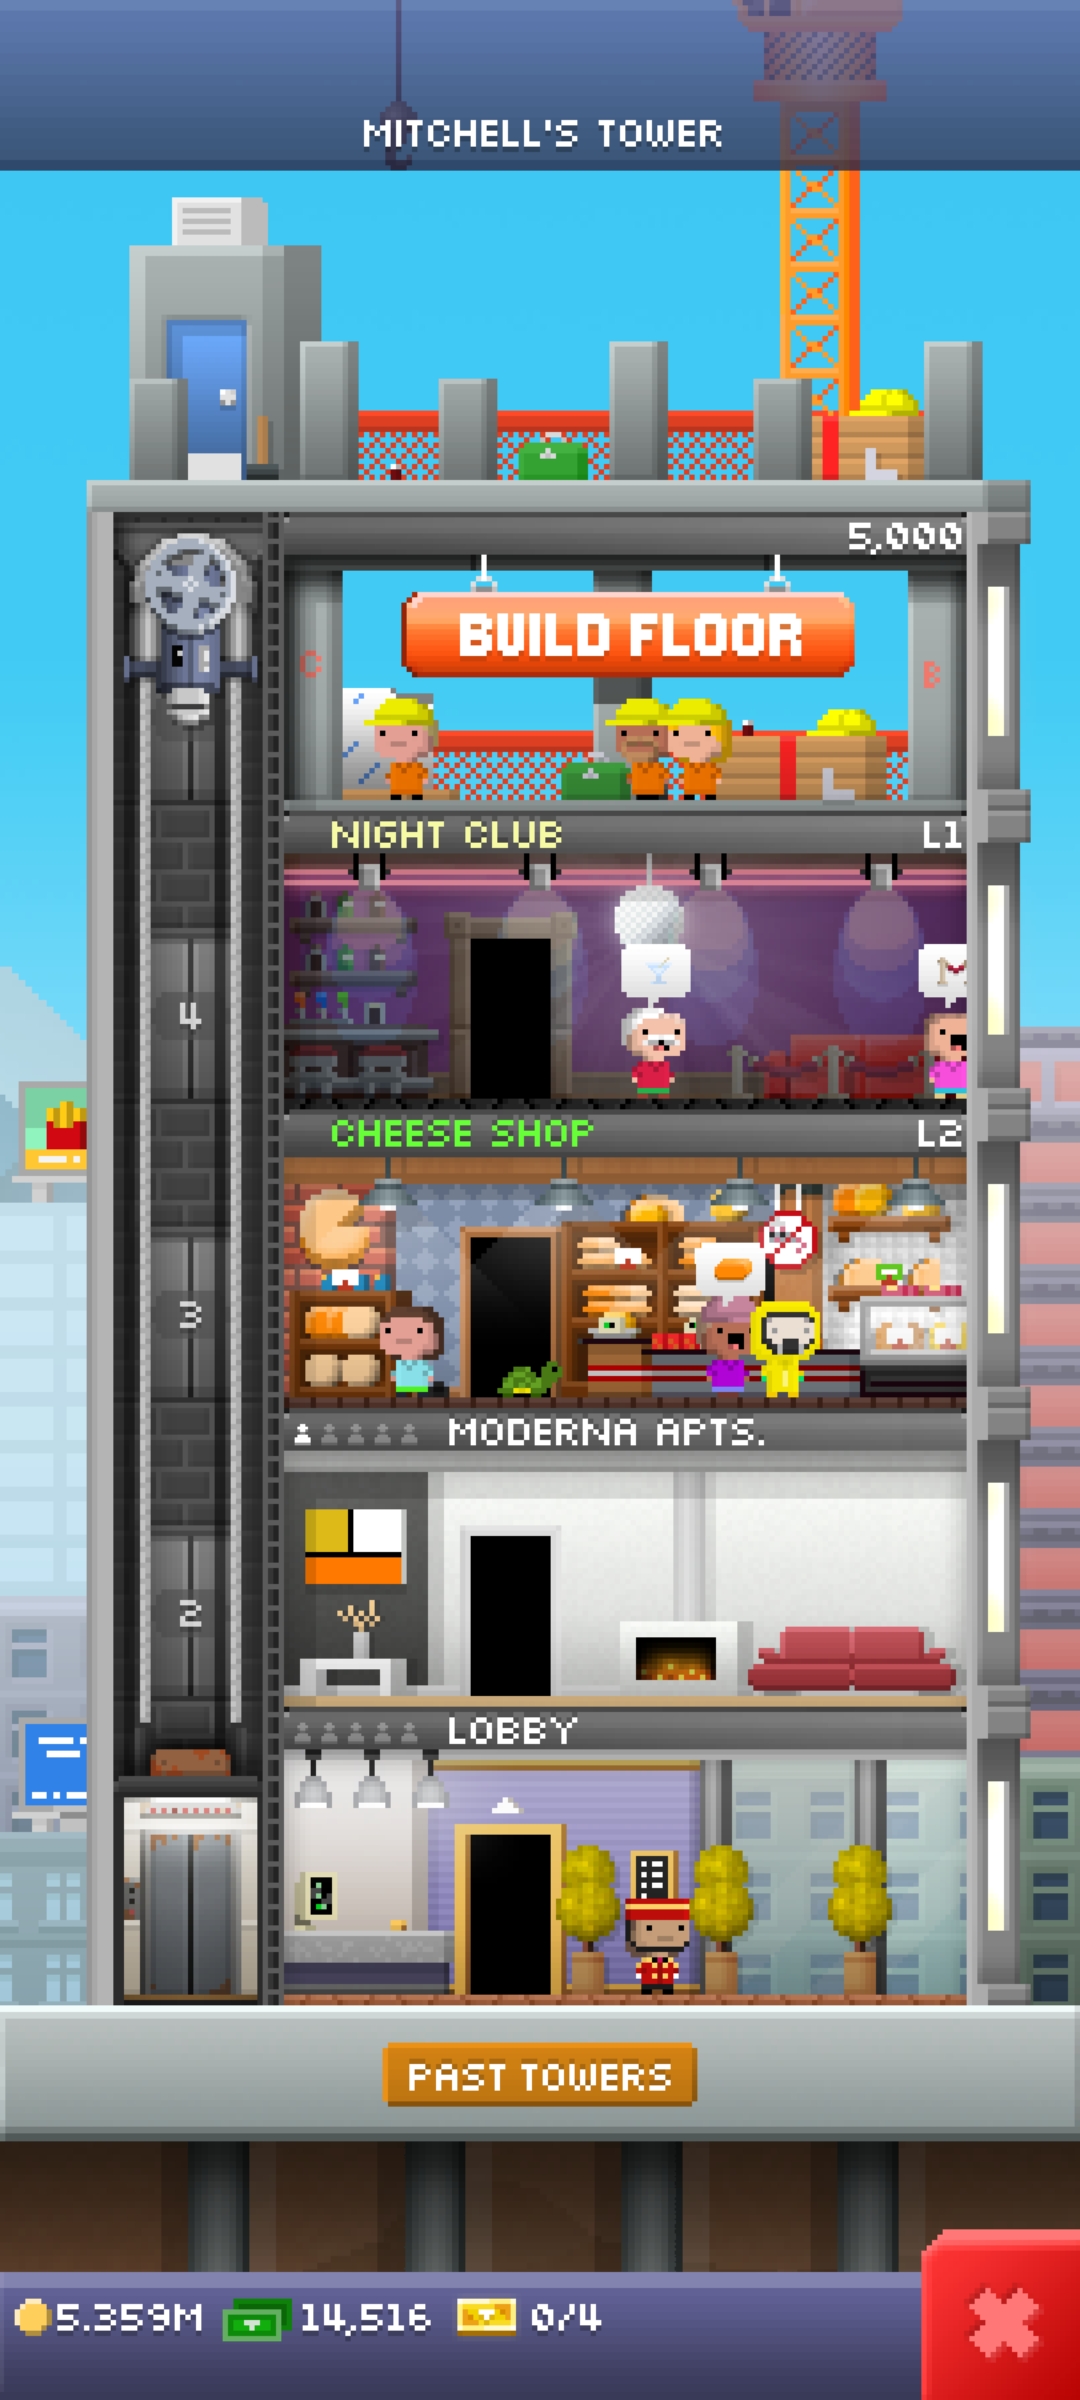 MITCHELL'S TOWER
5,000
BUILD FLOOR
C
B
NIGHT CLUB
L1
4
CHEESE SHOP
L2
3
MODERNA APTS.
2
LOBBY
PAST TOWERS
5.359M
14,516
0/4